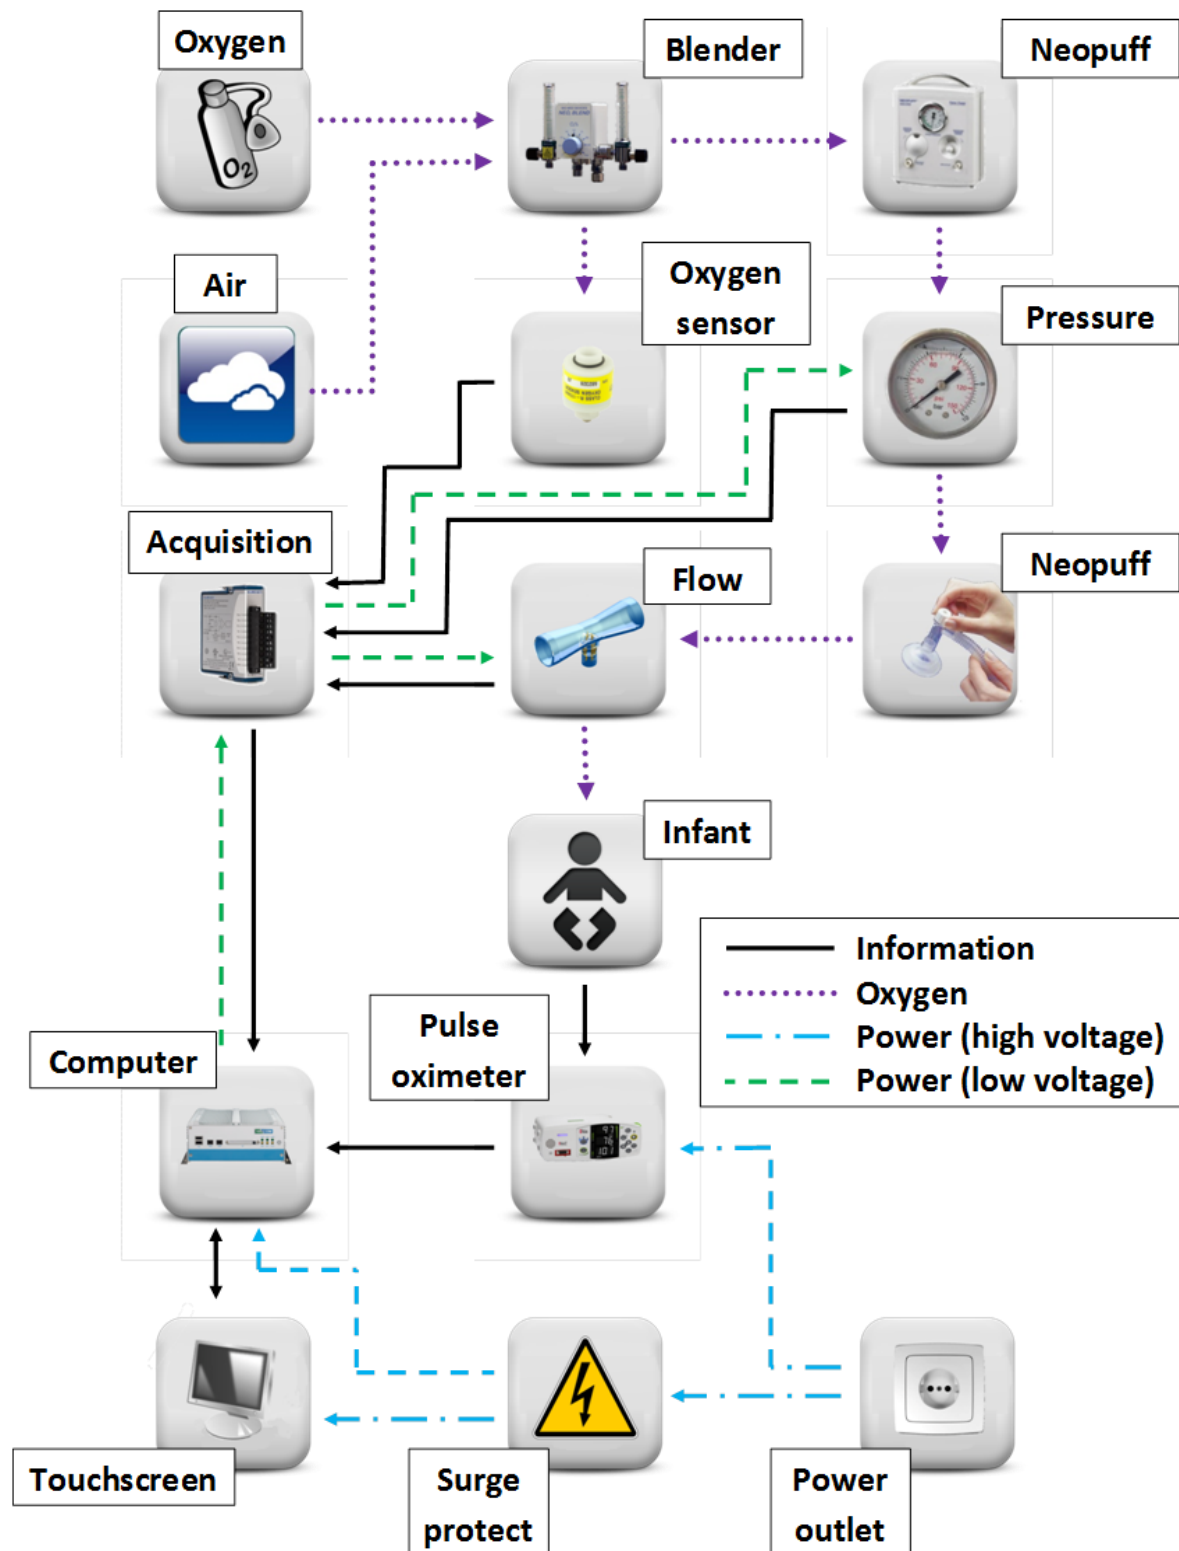 Oxygen
Blender
Neopuff
O2
Air
Oxygen
sensor
Pressure
Acquisition
Flow
Neopuff
Infant
Information
Oxygen
Power (high voltage)
Power (low voltage)
Pulse
oximeter
Computer
Touchscreen
Surge
protect
Power
outlet